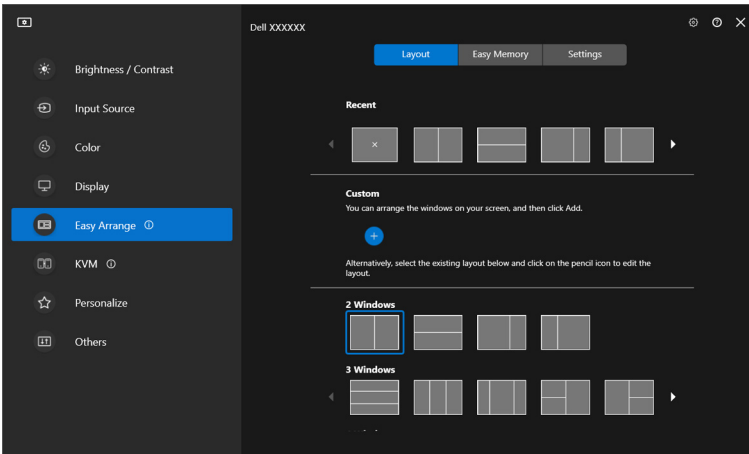 Dell XXXXXX
Layout
Easy Memory
Settings
Brightness / Contrast
Input Source
Color
Display
Easy Arrange
KVM
Personalize
Others
Recent
Custom
You can arrange the windows on your screen, and then click Add.
Alternatively, select the existing layout below and click on the pencil icon to edit the
layout.
2 Windows
3 Windows